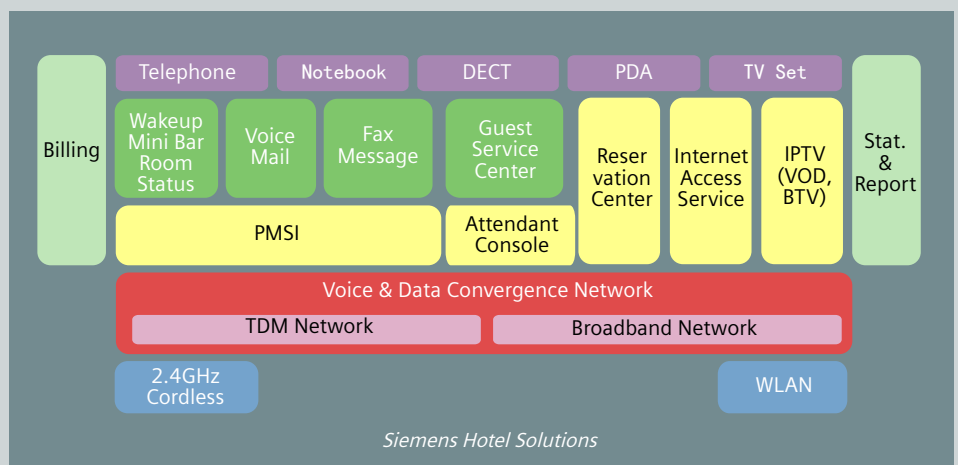 Telephone
Notebook
DECT
PDA
TV Set
Billing
Wakeup
Mini Bar
Room
Status
Voice
Mail
Fax
Message
Guest
Service
Center
Reser
vation
Center
Internet
Access
Service
IPTV
(VOD,
BTV)
Stat.
&
Report
PMSI
Attendant
Console
Voice & Data Convergence Network
TDM Network
Broadband Network
2.4GHz
Cordless
WLAN
Siemens Hotel Solutions